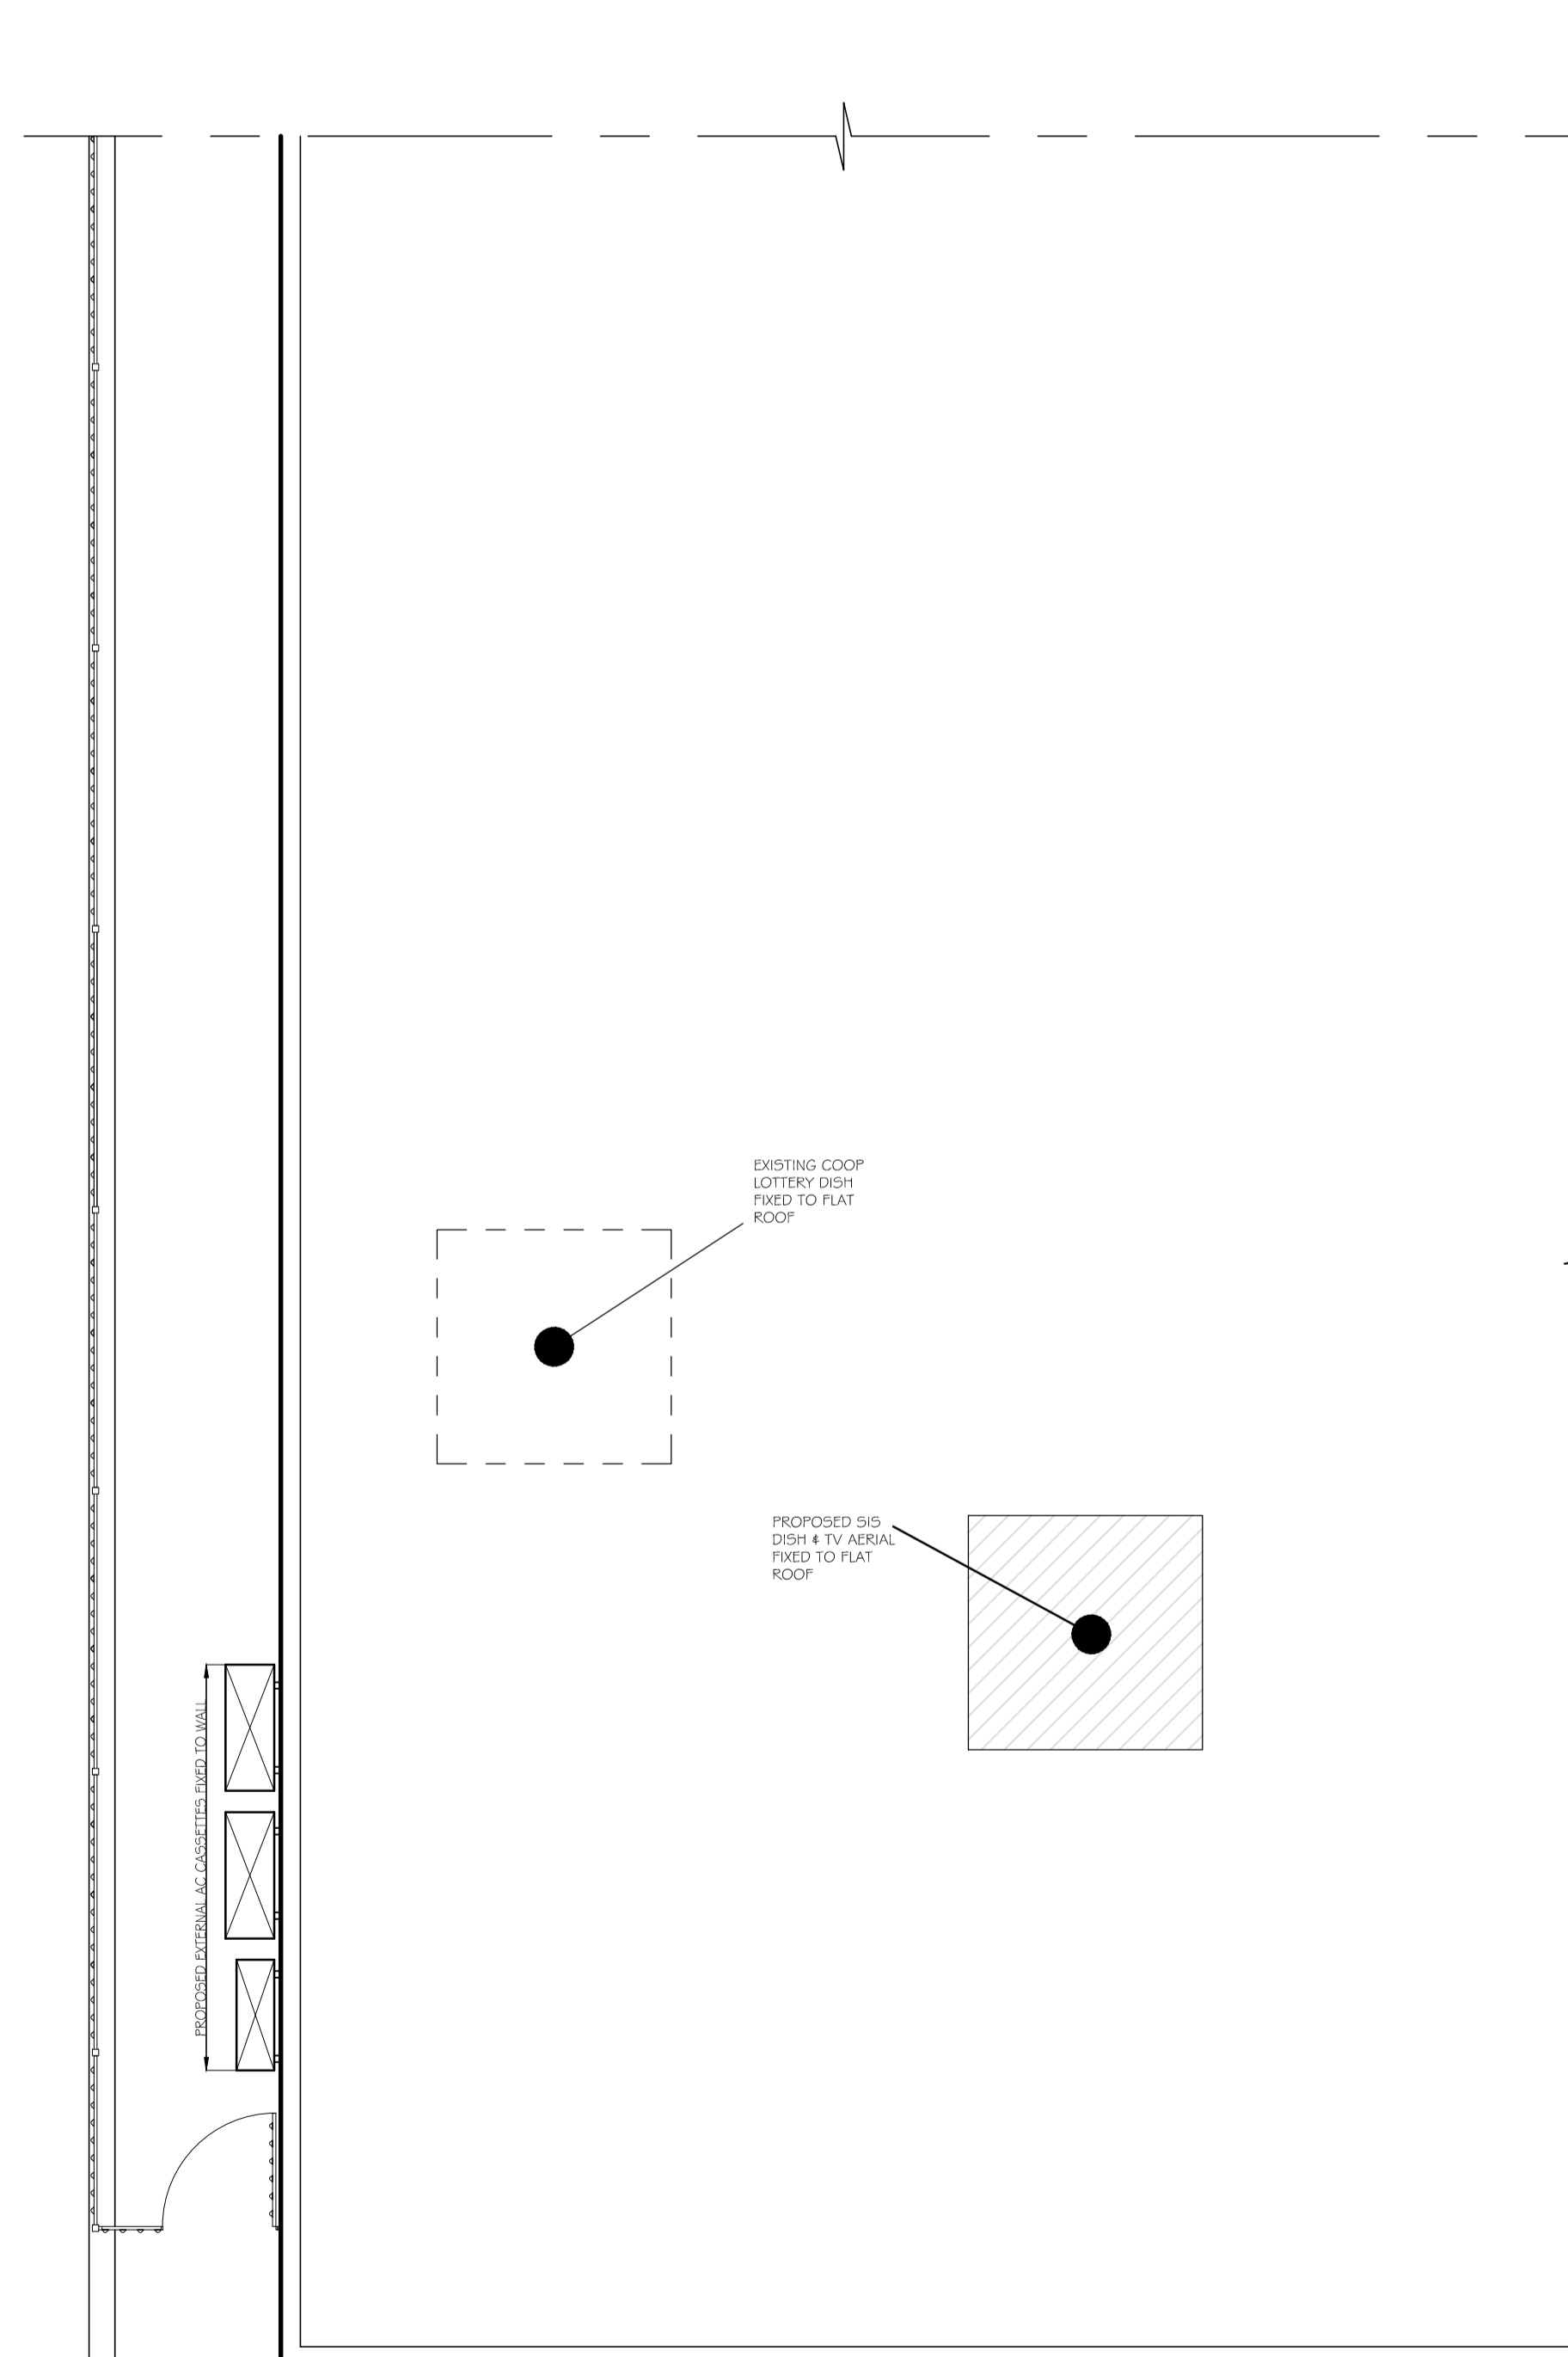 EXISTING COOP
LOTTERY DISH
FIXED TO FLAT
ROOF
PROPOSED SIS
DISH & TV AERIAL
FIXED TO FLAT
ROOF
PROPOSED EXTERNAL AC CASSETTES FIXED TO WALL